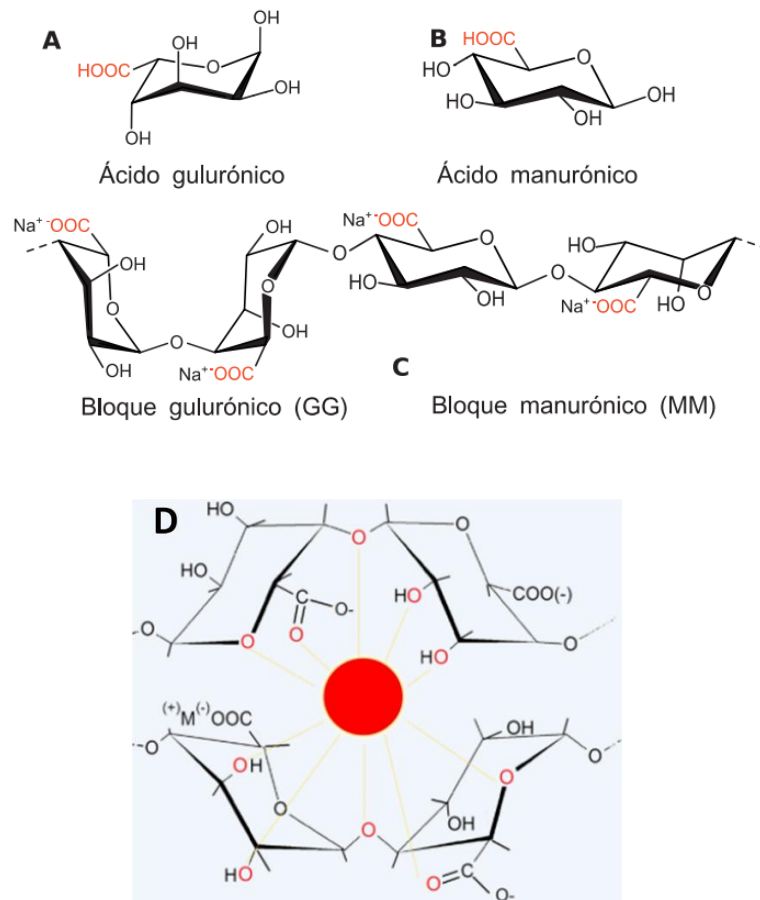 A
OH
OH
HOOC
O
OH
OH
Ácido gulurónico
B
HOOC
HO
O
HO
OH
OH
Ácido manurónico
Na⁺ ⁻OOC
OH
O
OH
O
OH
O
OH
Na⁺⁻OOC
O
Na⁺⁻OOC
O
HO
OH
O
HO
Na⁺⁻OOC
HO
O
C
Bloque gulurónico (GG)
Bloque manurónico (MM)
D
HO
O
O
HO
C
O-
HO
COO(-)
O
O
O
HO
O
(+)M(-)OOC
O
OH
O
HO
O
OH
O
O
OH
C
O
O-